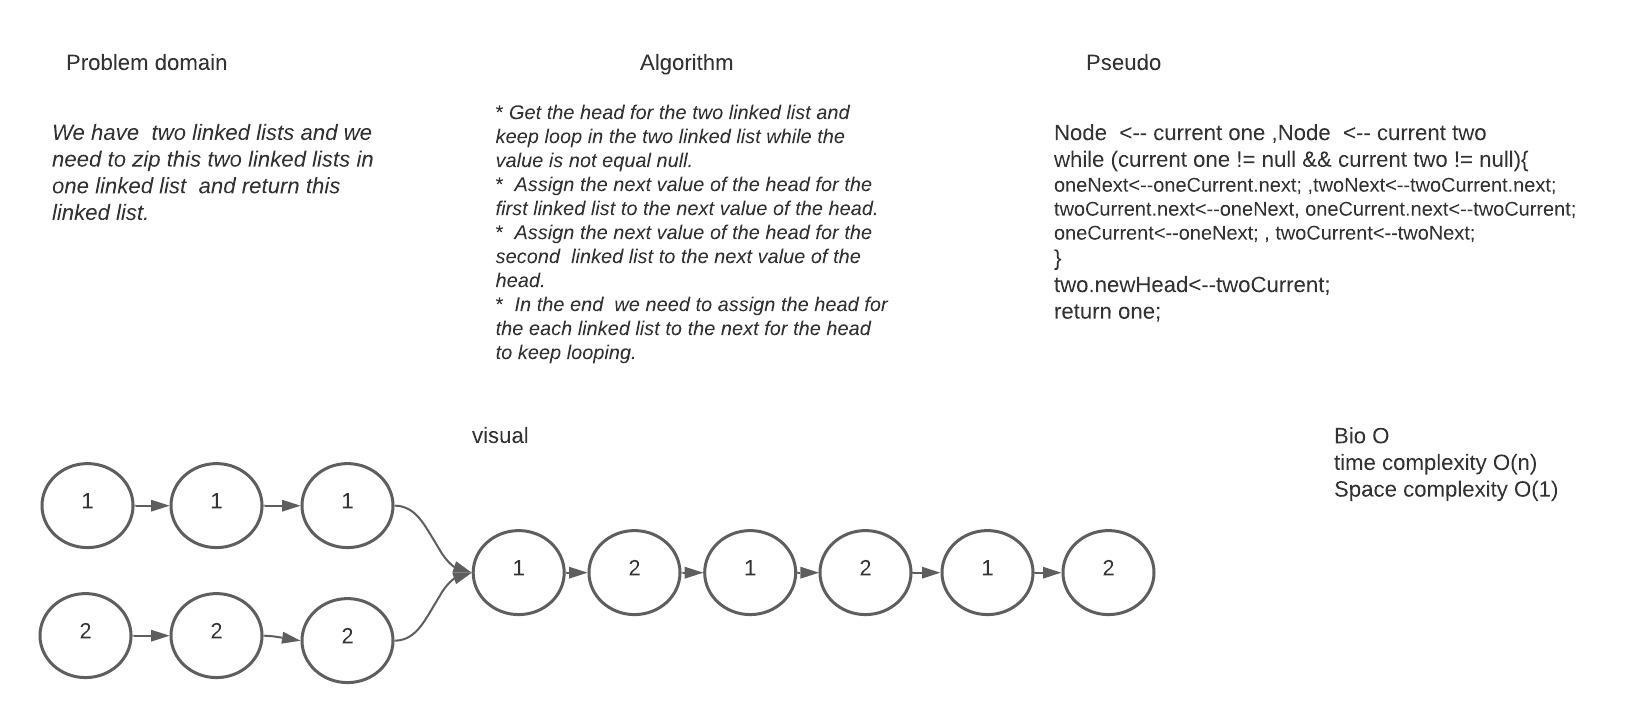 Problem domain
We have  two linked lists and we
need to zip this two linked lists in
one linked list  and return this
linked list.
Algorithm
* Get the head for the two linked list and
keep loop in the two linked list while the
value is not equal null.
*  Assign the next value of the head for the
first linked list to the next value of the head.
*  Assign the next value of the head for the
second  linked list to the next value of the
head.
*  In the end  we need to assign the head for
the each linked list to the next for the head
to keep looping.
Pseudo
Node  <-- current one ,Node  <-- current two
while (current one != null && current two != null){
oneNext<--oneCurrent.next; ,twoNext<--twoCurrent.next;
twoCurrent.next<--oneNext, oneCurrent.next<--twoCurrent;
oneCurrent<--oneNext; , twoCurrent<--twoNext;
}
two.newHead<--twoCurrent;
return one;
visual
Bio O
time complexity O(n)
Space complexity O(1)
1 1 1
1 2 1 2 1 2
2 2 2